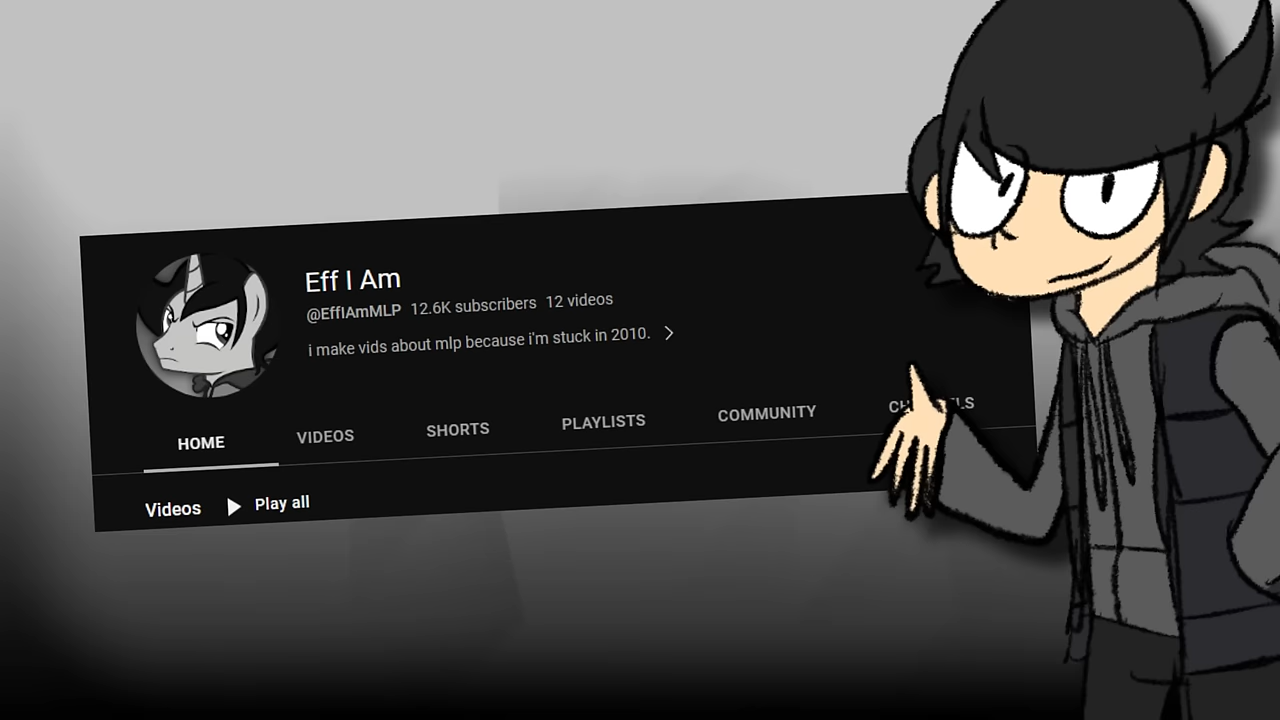 Eff I Am
@EffIAmMLP 12.6K subscribers 12 videos
i make vids about mlp because i'm stuck in 2010.
HOME VIDEOS SHORTS PLAYLISTS COMMUNITY
Videos Play all